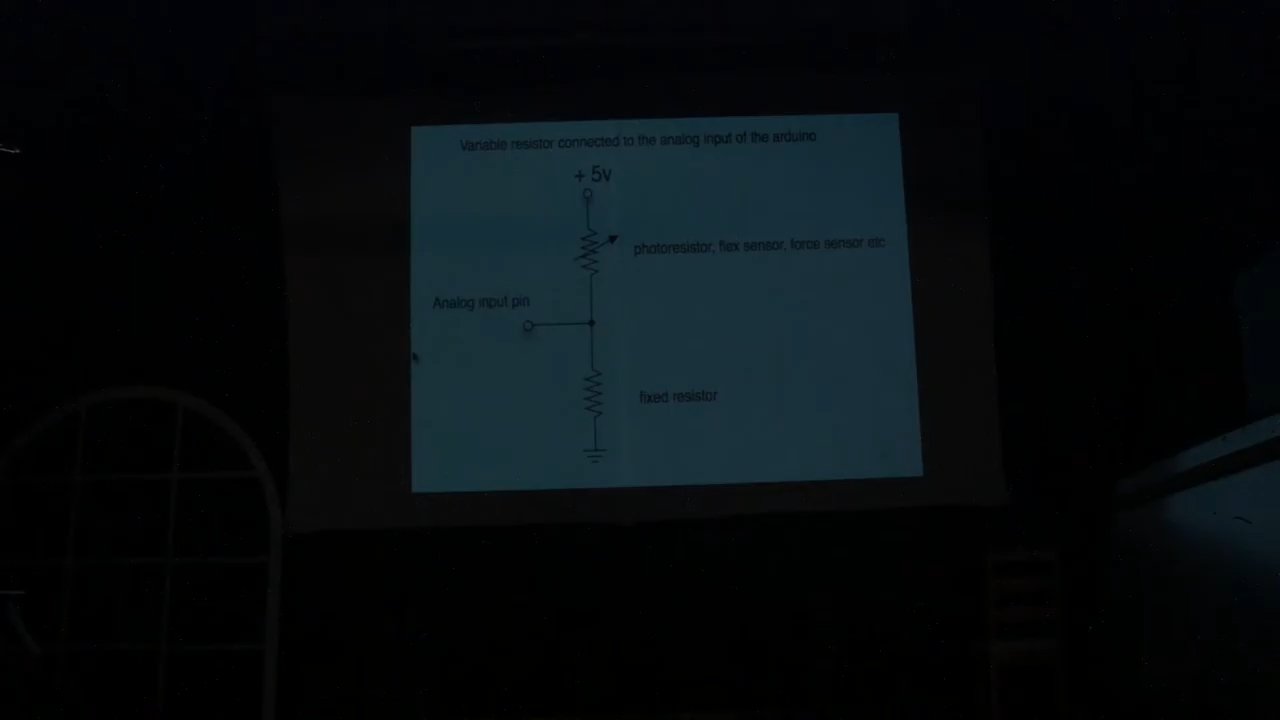 Variable resistor connected to the analog input of the arduino
+ 5v
photoresistor, flex sensor, force sensor etc
Analog input pin
fixed resistor